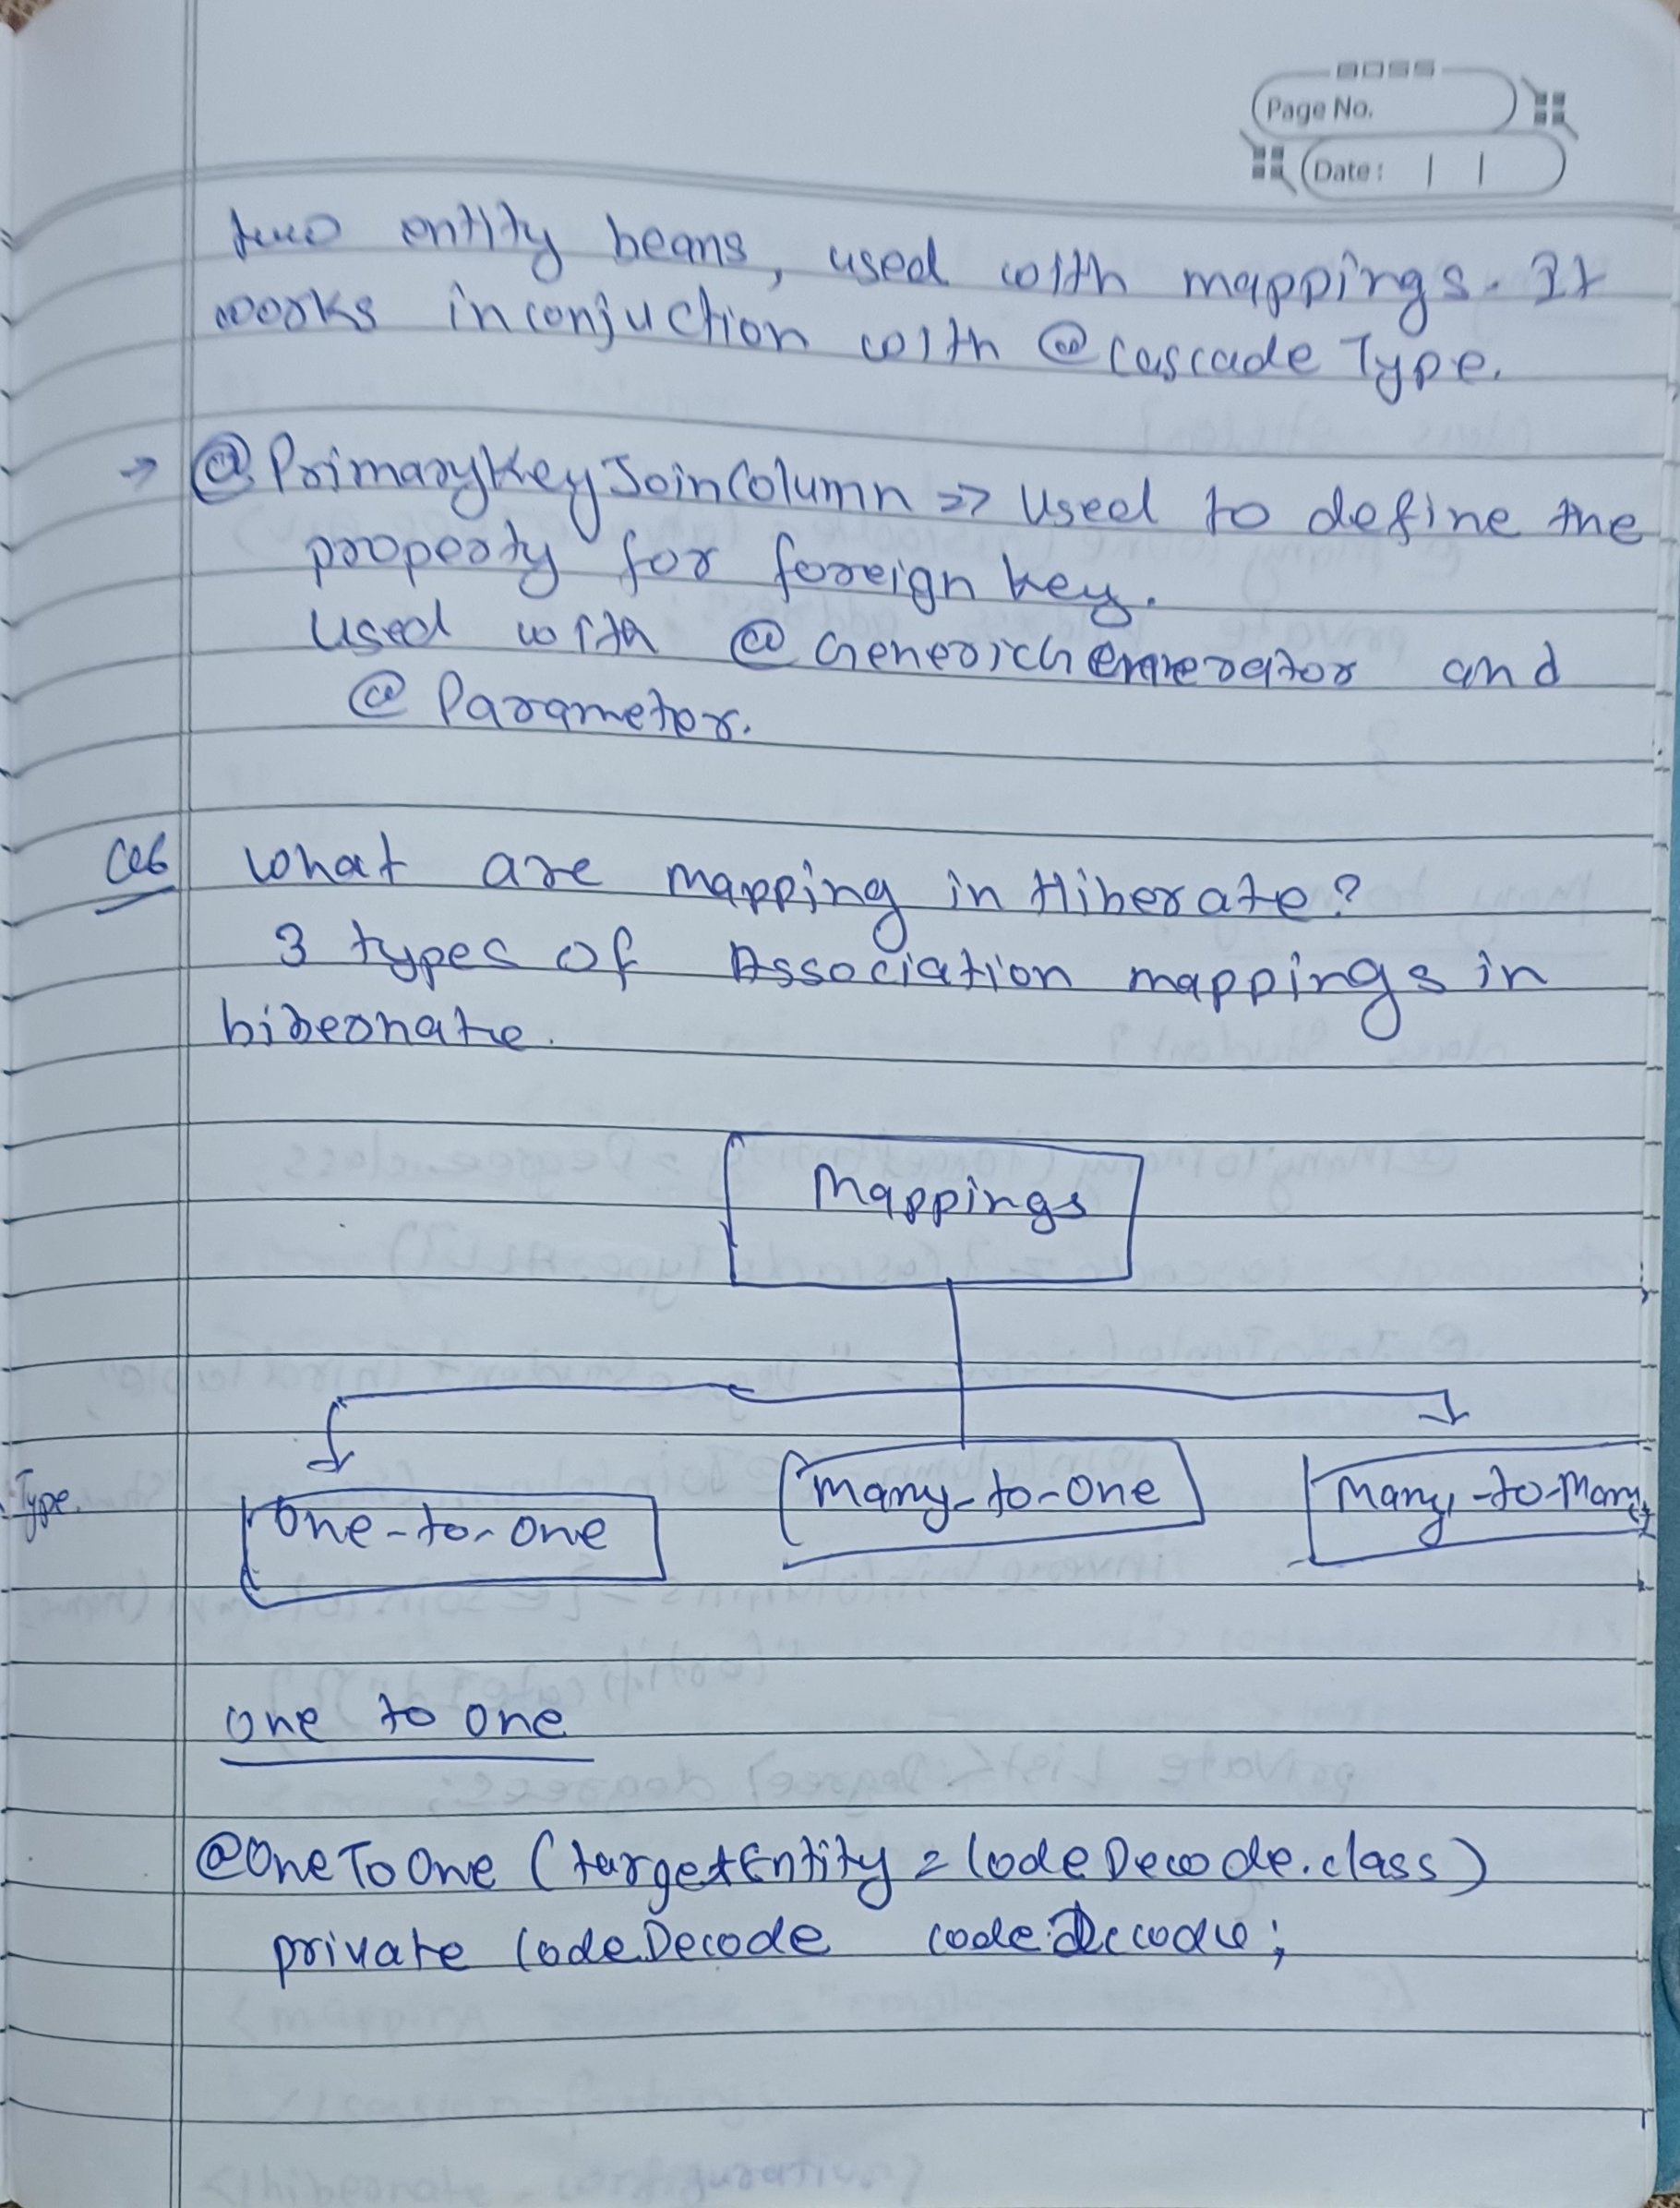 BOSS
Page No.
Date :
two entity beans, used with mappings. It
works inconjuction with @CascadeType.
→ @PrimaryKeyJoinColumn => Used to define the
property for foreign key.
Used with @ GenericGenerator and
@ Parameter.
Q6 What are mapping in Hiberate?
3 types of Association mappings in
hibernate.
Mappings
Type.
One-to-one
Many-to-One
Many-to-Many
One to one
@OneToOne (targetEntity = CodeDecode.class)
private CodeDecode codeDecode;